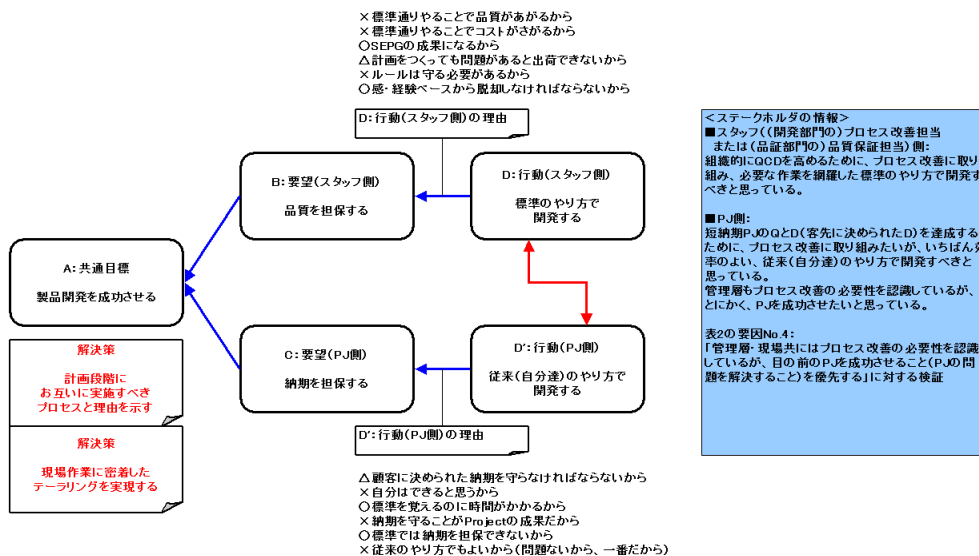 ×標準通りやることで品質があがるから
×標準通りやることでコストがさがるから
○SEPGの成果になるから
△計画をつくっても問題があると出荷できないから
×ルールは守る必要があるから
○感・経験ベースから脱却しなければならないから
D:行動(スタッフ側)の理由
B:要望(スタッフ側)
品質を担保する
D:行動(スタッフ側)
標準のやり方で
開発する
A:共通目標
製品開発を成功させる
C:要望(PJ側)
納期を担保する
D':行動(PJ側)
従来(自分達)のやり方で
開発する
解決策
計画段階に
お互いに実施すべき
プロセスと理由を示す
解決策
現場作業に密着した
テーラリングを実現する
D':行動(PJ側)の理由
△顧客に決められた納期を守らなければならないから
×自分はできると思うから
○標準を覚えるのに時間がかかるから
×納期を守ることがProjectの成果だから
○標準では納期を担保できないから
×従来のやり方でもよいから(問題ないから、一番だから)
<ステークホルダの情報>
■スタッフ((開発部門の)プロセス改善担当
または(品証部門の)品質保証担当)側:
組織的にQCDを高めるために、プロセス改善に取り
組み、必要な作業を網羅した標準のやり方で開発す
べきと思っている。
■PJ側:
短納期PJのQとD(客先に決められたD)を達成する
ために、プロセス改善に取り組みたいが、いちばん
率のよい、従来(自分達)のやり方で開発すべきと
思っている。
管理層もプロセス改善の必要性を認識しているが、
とにかく、PJを成功させたいと思っている。
表2の要因No.4:
「管理層・現場共にはプロセス改善の必要性を認識
しているが、目の前のPJを成功させること(PJの問
題を解決すること)を優先する」に対する検証